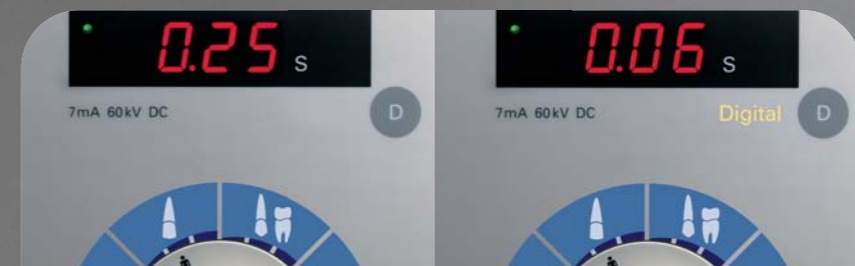 0.25 S
7mA 60kV DC D
0.06 S
7mA 60kV DC Digital D